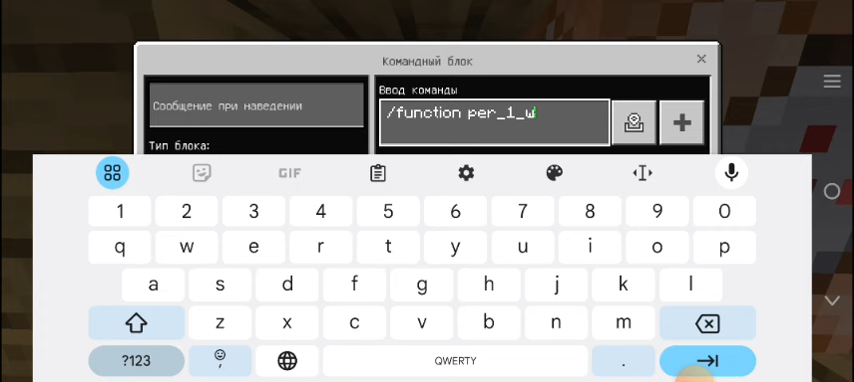 Командный блок
Сообщение при наведении
Ввод команды
/function per_1_w
Тип блока:
GIF
1 2 3 4 5 6 7 8 9 0
q w e r t y u i o p
a s d f g h j k l
z x c v b n m
?123 , QWERTY .